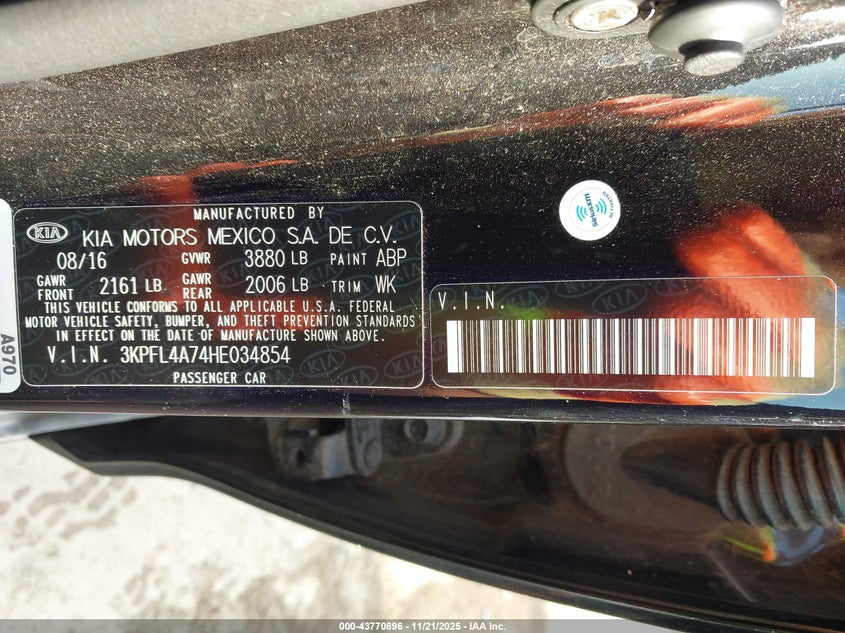 MANUFACTURED BY
KIA KIA MOTORS MEXICO S.A. DE C.V.
08/16 GVWR 3880 LB PAINT ABP
GAWR FRONT 2161 LB GAWR REAR 2006 LB TRIM WK
THIS VEHICLE CONFORMS TO ALL APPLICABLE U.S.A. FEDERAL
MOTOR VEHICLE SAFETY, BUMPER, AND THEFT PREVENTION STANDARDS
IN EFFECT ON THE DATE OF MANUFACTURE SHOWN ABOVE.
V.I.N. 3KPFL4A74HE034854
PASSENGER CAR
A970
V.I.N.
SiriusXM
000-43770896 - 11/21/2025 - IAA Inc.